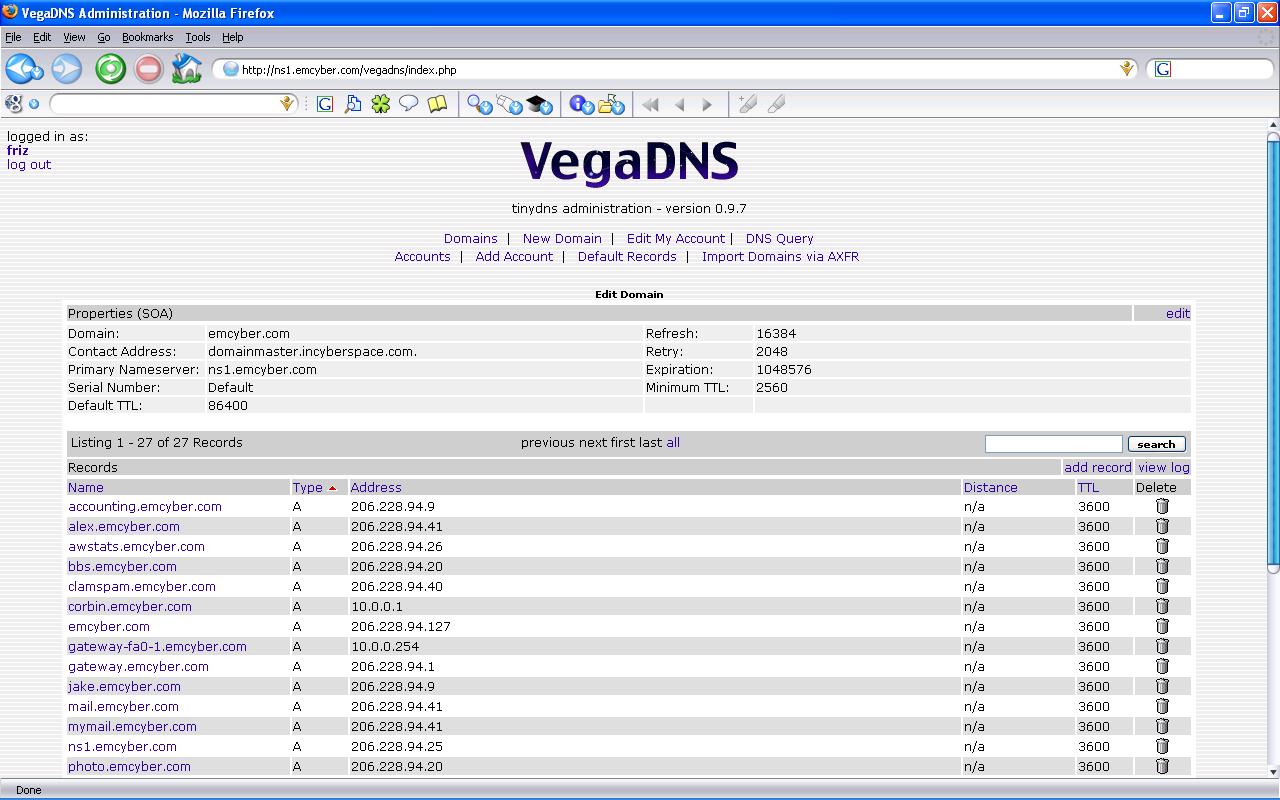 VegaDNS Administration - Mozilla Firefox
File Edit View Go Bookmarks Tools Help
http://ns1.emcyber.com/vegadns/index.php
G
G
logged in as:
friz
log out
VegaDNS
tinydns administration - version 0.9.7
Domains | New Domain | Edit My Account | DNS Query
Accounts | Add Account | Default Records | Import Domains via AXFR
Edit Domain
Properties (SOA) edit
Domain: emcyber.com Refresh: 16384
Contact Address: domainmaster.incyberspace.com. Retry: 2048
Primary Nameserver: ns1.emcyber.com Expiration: 1048576
Serial Number: Default Minimum TTL: 2560
Default TTL: 86400
Listing 1 - 27 of 27 Records previous next first last all search
Records add record view log
Name Type Address Distance TTL Delete
accounting.emcyber.com A 206.228.94.9 n/a 3600
alex.emcyber.com A 206.228.94.41 n/a 3600
awstats.emcyber.com A 206.228.94.26 n/a 3600
bbs.emcyber.com A 206.228.94.20 n/a 3600
clamspam.emcyber.com A 206.228.94.40 n/a 3600
corbin.emcyber.com A 10.0.0.1 n/a 3600
emcyber.com A 206.228.94.127 n/a 3600
gateway-fa0-1.emcyber.com A 10.0.0.254 n/a 3600
gateway.emcyber.com A 206.228.94.1 n/a 3600
jake.emcyber.com A 206.228.94.9 n/a 3600
mail.emcyber.com A 206.228.94.41 n/a 3600
mymail.emcyber.com A 206.228.94.41 n/a 3600
ns1.emcyber.com A 206.228.94.25 n/a 3600
photo.emcyber.com A 206.228.94.20 n/a 3600
Done